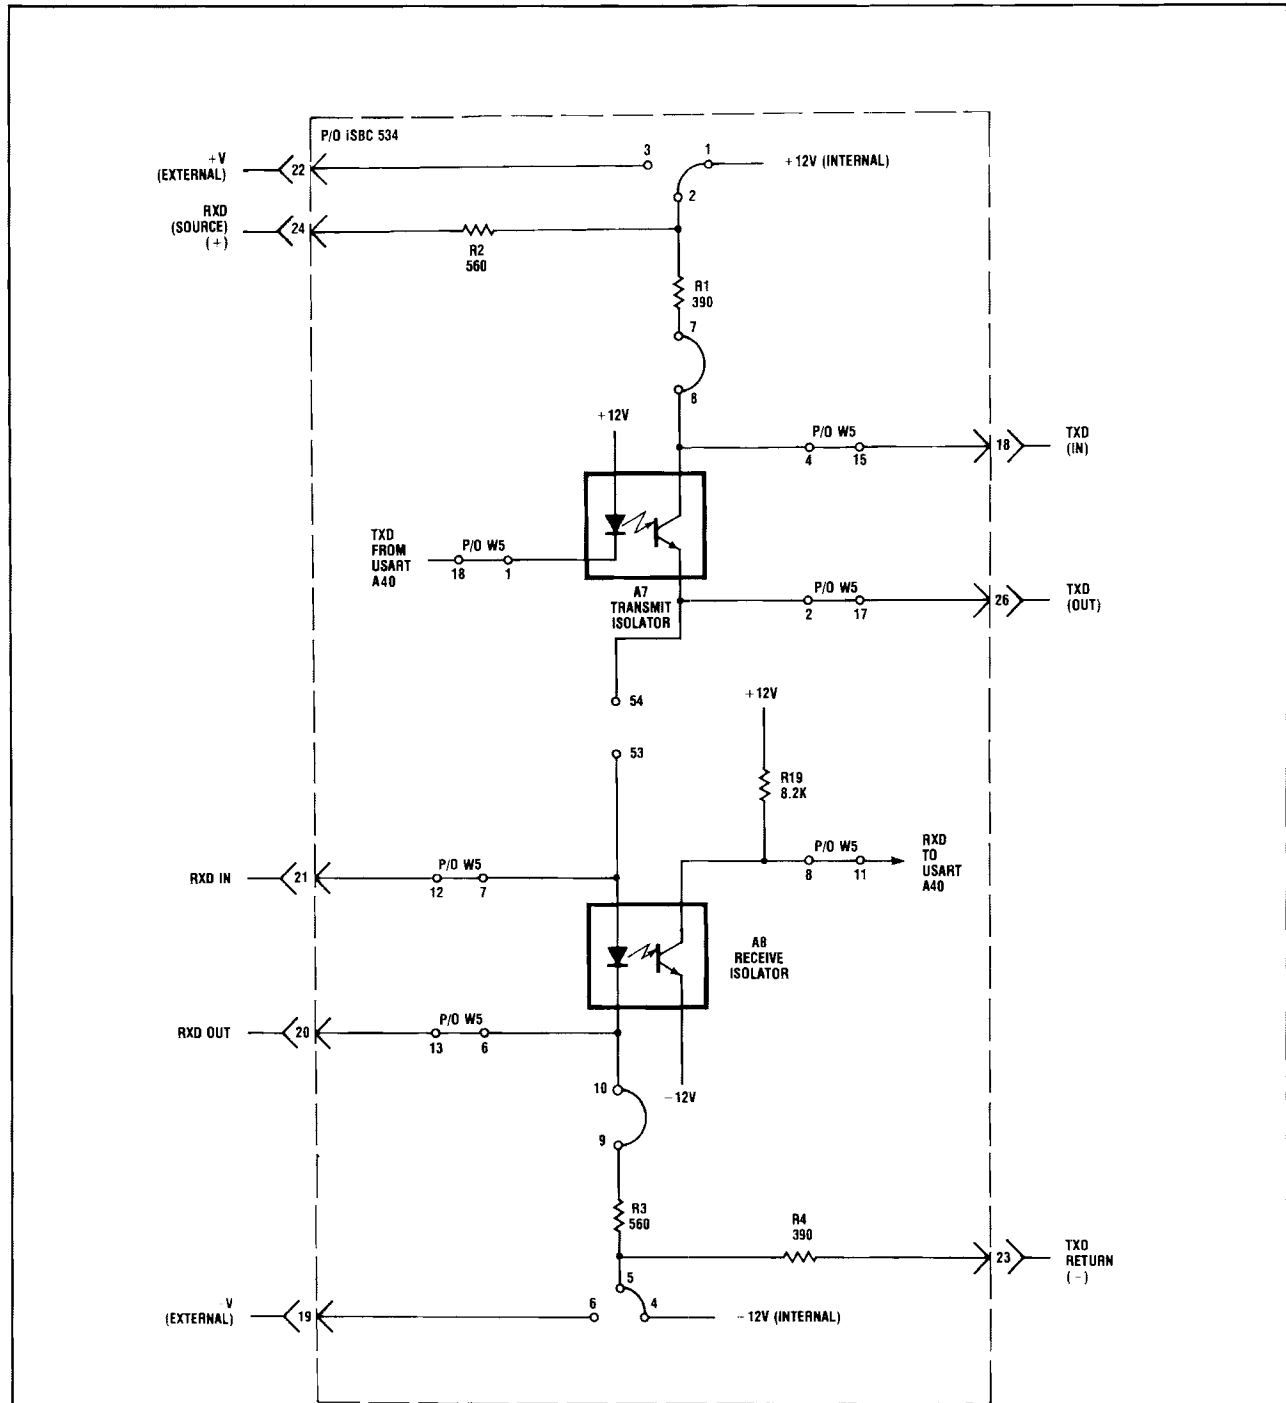 P/O iSBC 534
+V
(EXTERNAL)
22
3
1
+12V (INTERNAL)
2
RXD
(SOURCE)
(+)
24
R2
560
R1
390
7
8
+12V
P/O W5
4
15
18
TXD
(IN)
TXD
FROM
USART
A40
P/O W5
18
1
A7
TRANSMIT
ISOLATOR
P/O W5
2
17
26
TXD
(OUT)
54
53
+12V
R19
8.2K
P/O W5
8
11
RXD
TO
USART
A40
RXD IN
21
P/O W5
12
7
A8
RECEIVE
ISOLATOR
RXD OUT
20
P/O W5
13
6
10
9
-12V
R3
560
R4
390
23
TXD
RETURN
(-)
5
6
4
-12V (INTERNAL)
-V
(EXTERNAL)
19